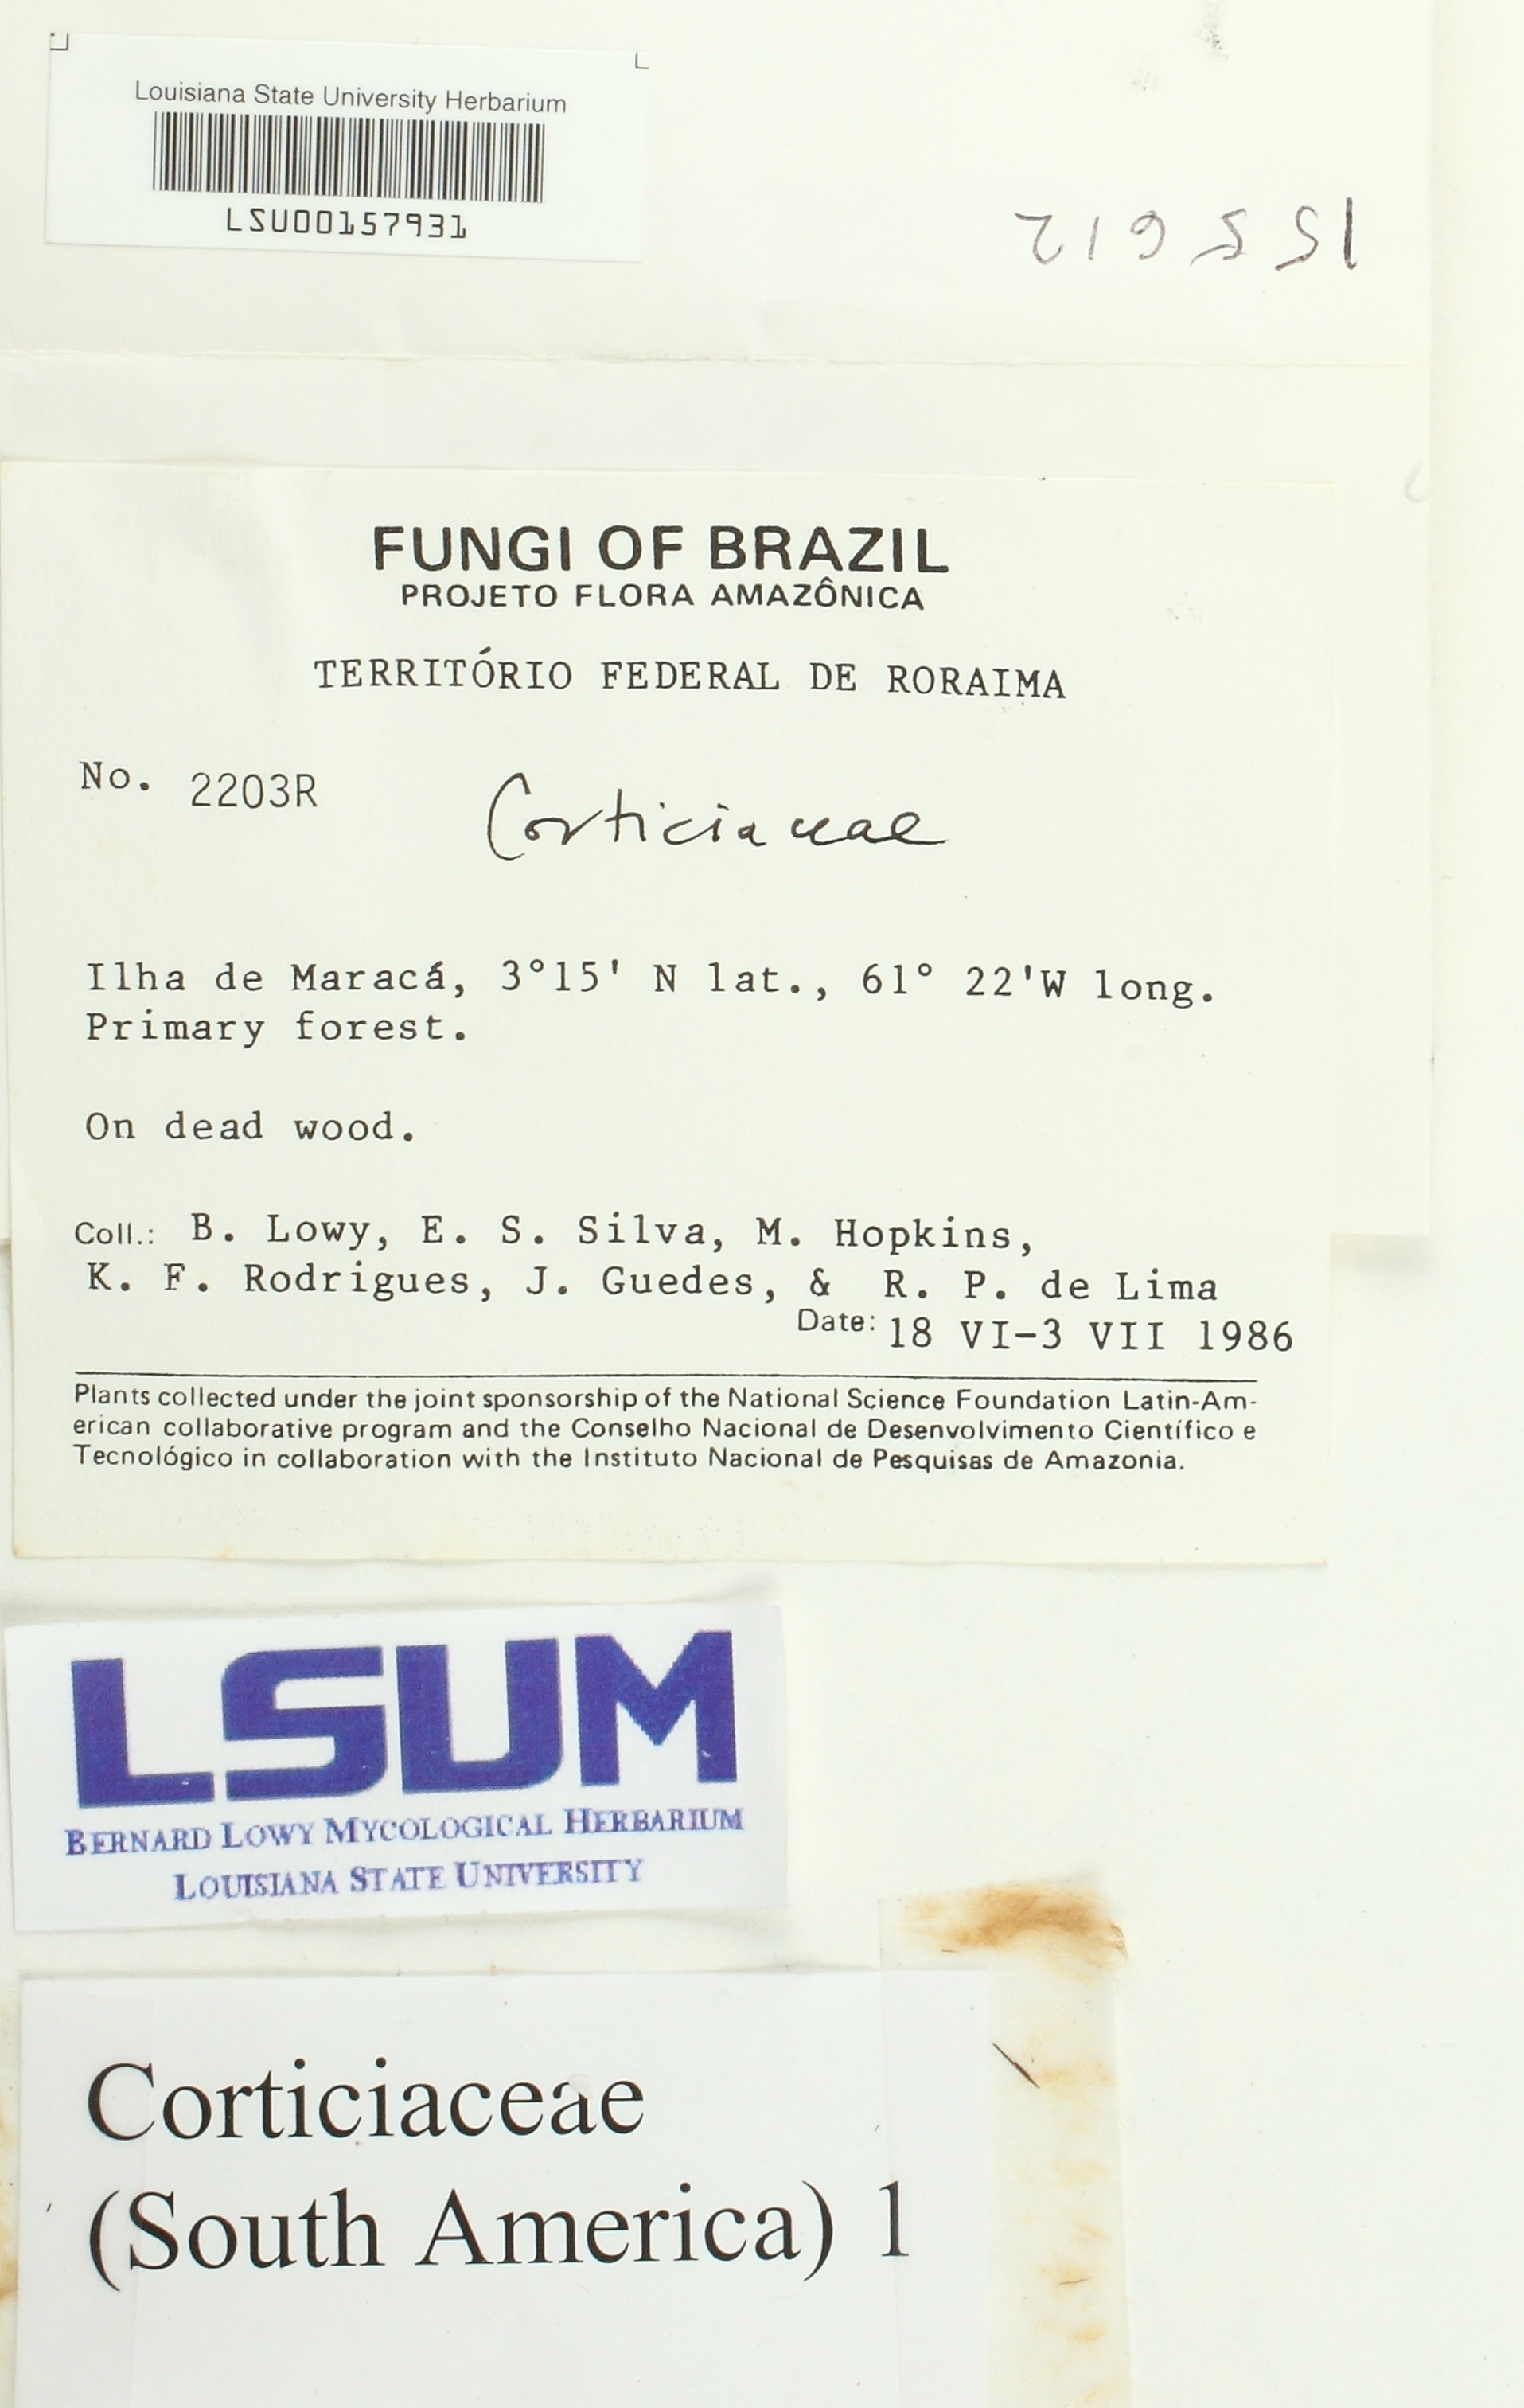 Louisiana State University Herbarium
LSU00157931
155612
FUNGI OF BRAZIL
PROJETO FLORA AMAZÔNICA
TERRITÓRIO FEDERAL DE RORAIMA
No. 2203R Corticiaceae
Ilha de Maracá, 3°15' N lat., 61° 22'W long.
Primary forest.
On dead wood.
Coll.: B. Lowy, E. S. Silva, M. Hopkins,
K. F. Rodrigues, J. Guedes, & R. P. de Lima
Date: 18 VI-3 VII 1986
Plants collected under the joint sponsorship of the National Science Foundation Latin-Am-
erican collaborative program and the Conselho Nacional de Desenvolvimento Científico e
Tecnológico in collaboration with the Instituto Nacional de Pesquisas de Amazonia.
LSUM
BERNARD LOWY MYCOLOGICAL HERBARIUM
LOUISIANA STATE UNIVERSITY
Corticiaceae
(South America) 1